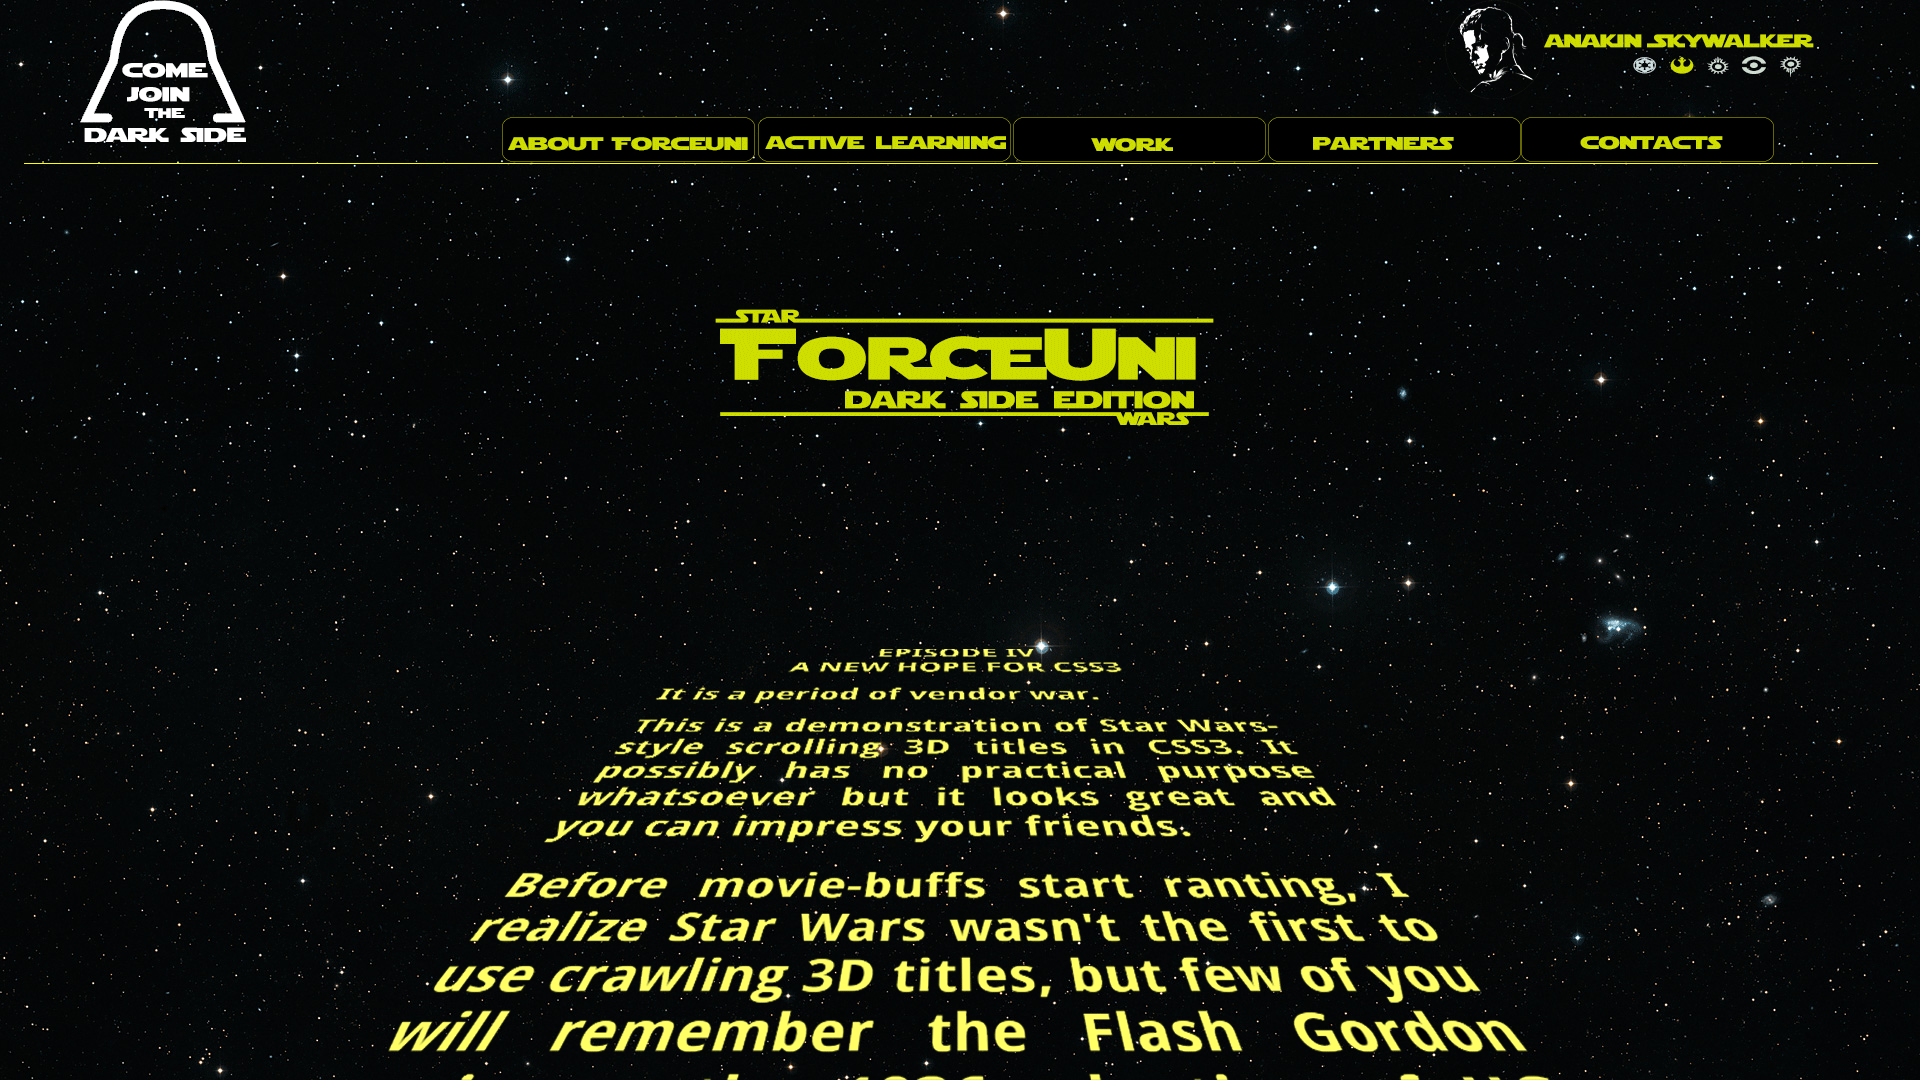 COME
JOIN
THE
DARK SIDE
ANAKIN SKYWALKER
ABOUT FORCEUNI
ACTIVE LEARNING
WORK
PARTNERS
CONTACTS
STAR
FORCEUNI
DARK SIDE EDITION
WARS
EPISODE IV
A NEW HOPE FOR CSS3
It is a period of vendor war.
This is a demonstration of Star Wars-
style scrolling 3D titles in CSS3. It
possibly has no practical purpose
whatsoever but it looks great and
you can impress your friends.
Before movie-buffs start ranting, I
realize Star Wars wasn't the first to
use crawling 3D titles, but few of you
will remember the Flash Gordon